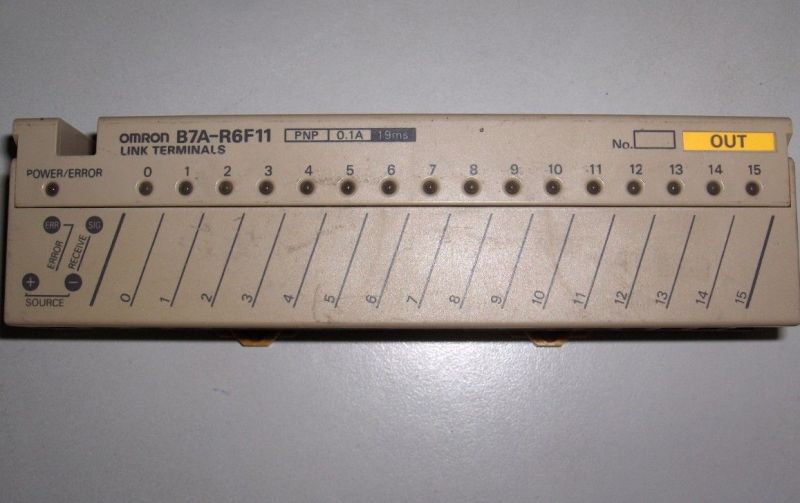 OMRON B7A-R6F11 PNP 0.1A 19ms
LINK TERMINALS
No. OUT
POWER/ERROR 0 1 2 3 4 5 6 7 8 9 10 11 12 13 14 15
ERR SIG
ERROR RECEIVE
+ −
SOURCE
0 1 2 3 4 5 6 7 8 9 10 11 12 13 14 15